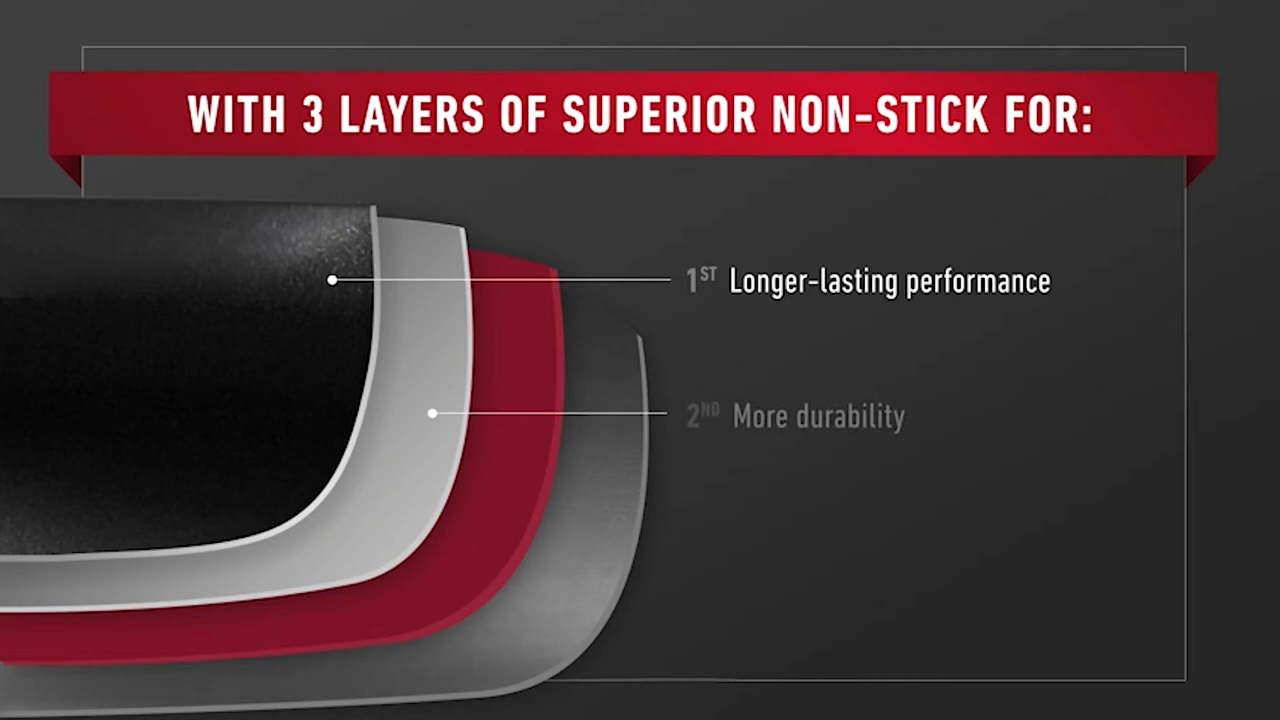 WITH 3 LAYERS OF SUPERIOR NON-STICK FOR:
1ST Longer-lasting performance
2ND More durability